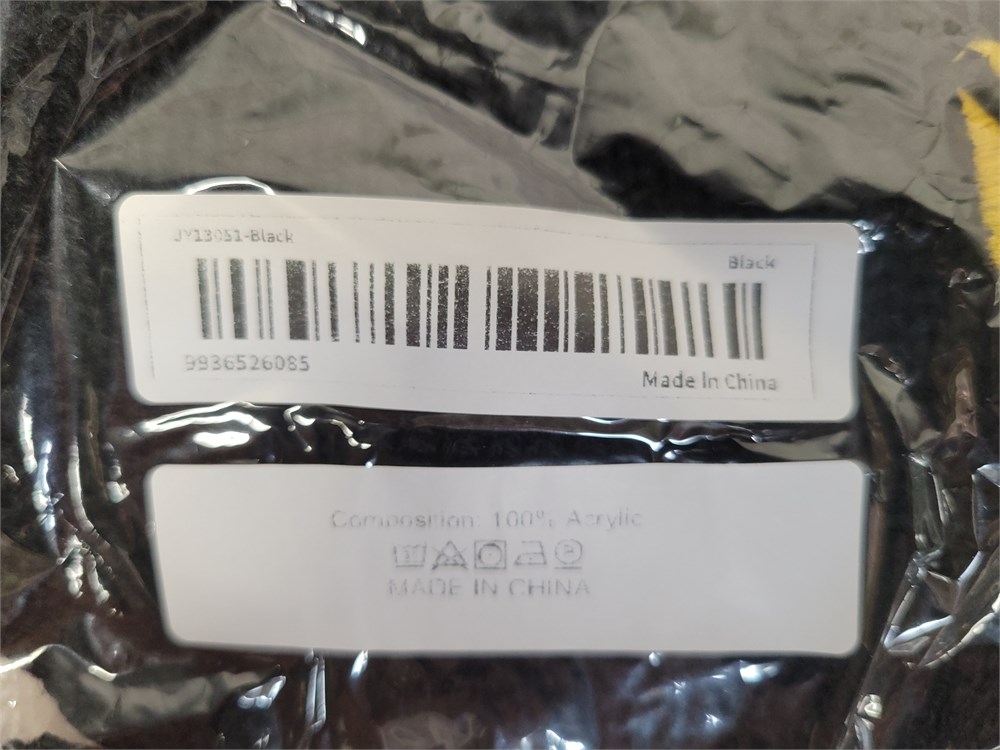 JY13051-Black
Black
9936526085
Made In China
Composition: 100% Acrylic
MADE IN CHINA